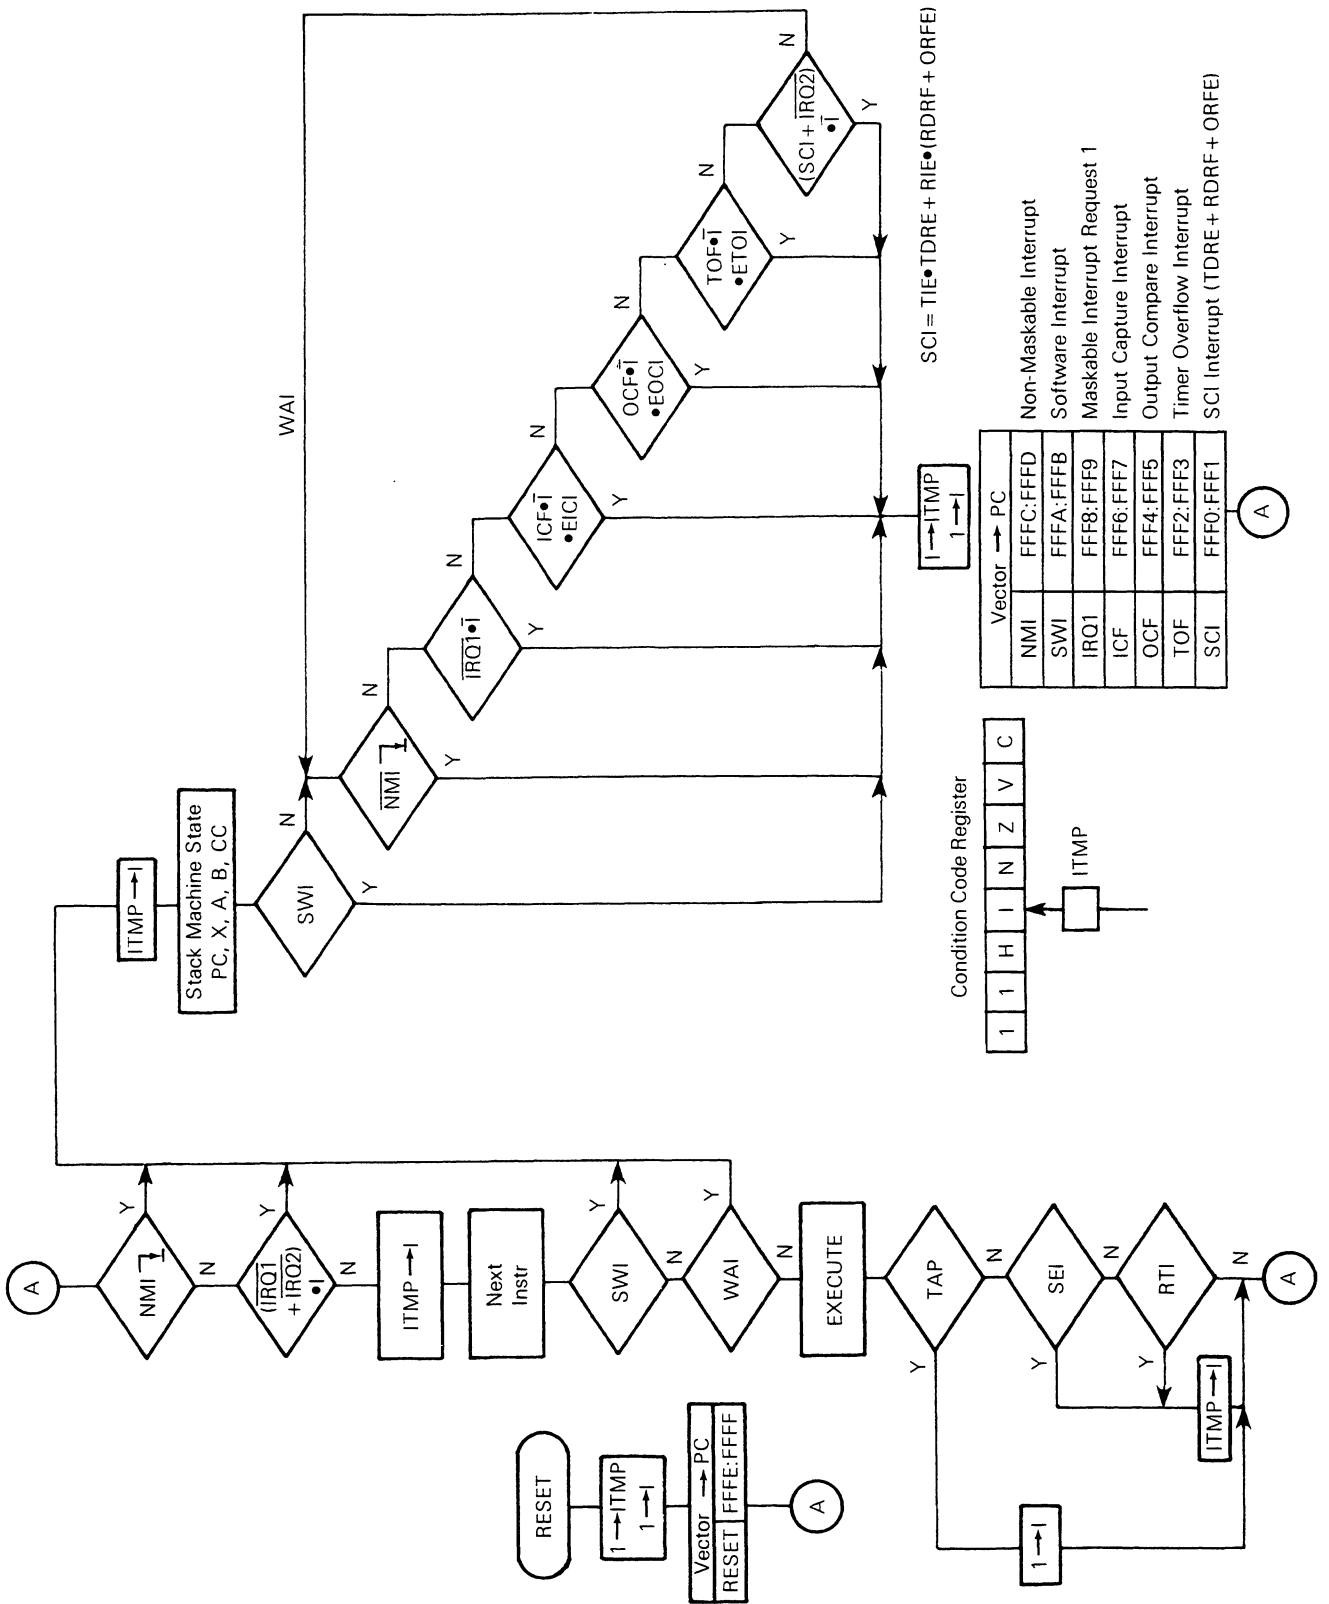 A
NMI
Y
N
(IRQ1
+ IRQ2)
•I
Y
N
ITMP→I
Next
Instr
SWI
Y
N
WAI
Y
N
EXECUTE
TAP
Y
N
SEI
Y
N
RTI
Y
N
1→I
ITMP→I
A
RESET
1→ITMP
1→I
Vector → PC
RESET FFFE:FFFF
A
ITMP→I
Stack Machine State
PC, X, A, B, CC
SWI
N
Y
WAI
N̅M̅I̅
N
Y
I̅R̅Q̅1̅•I̅
N
Y
ICF•I̅
•EICI
N
Y
OCF•I̅
•EOCI
N
Y
TOF•I̅
•ETOI
N
Y
(SCI + I̅R̅Q̅2̅)
•I̅
N
Y
SCI = TIE•TDRE + RIE•(RDRF + ORFE)
I→ITMP
1→I
Vector → PC
NMI FFFC:FFFD Non-Maskable Interrupt
SWI FFFA:FFFB Software Interrupt
IRQ1 FFF8:FFF9 Maskable Interrupt Request 1
ICF FFF6:FFF7 Input Capture Interrupt
OCF FFF4:FFF5 Output Compare Interrupt
TOF FFF2:FFF3 Timer Overflow Interrupt
SCI FFF0:FFF1 SCI Interrupt (TDRE + RDRF + ORFE)
A
Condition Code Register
1 1 H I N Z V C
ITMP